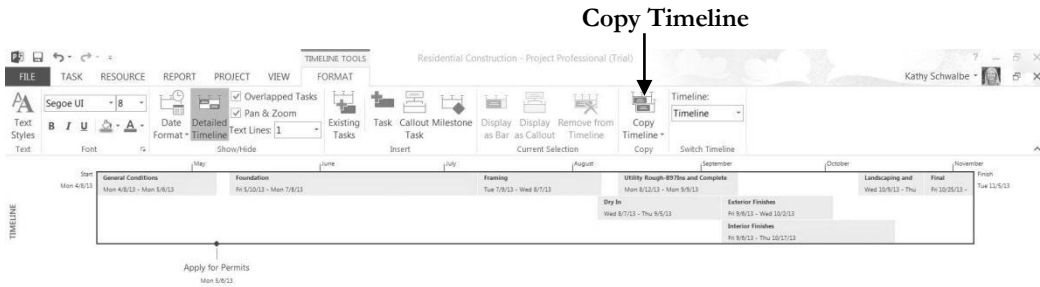 Copy Timeline
TIMELINE TOOLS
Residential Construction - Project Professional (Trial)
FILE TASK RESOURCE REPORT PROJECT VIEW FORMAT
Kathy Schwalbe
Segoe UI 8
B I U A
Text Styles
Date Format
Detailed Timeline
Overlapped Tasks
Pan & Zoom
Text Lines: 1
Existing Tasks
Task
Callout Task
Milestone
Display as Bar
Display as Callout
Remove from Timeline
Copy Timeline
Timeline:
Timeline
Text Font Show/Hide Insert Current Selection Copy Switch Timeline
May June July August September October November
Start
Mon 4/8/13
General Conditions
Mon 4/8/13 - Mon 5/6/13
Foundation
Fri 5/10/13 - Mon 7/8/13
Framing
Tue 7/9/13 - Wed 8/7/13
Utility Rough-897Ins and Complete
Mon 8/12/13 - Mon 9/9/13
Landscaping and
Wed 10/9/13 - Thu
Final
Fri 10/25/13 -
Finish
Tue 11/5/13
Dry In
Wed 8/7/13 - Thu 9/5/13
Exterior Finishes
Fri 9/6/13 - Wed 10/2/13
Interior Finishes
Fri 9/6/13 - Thu 10/17/13
TIMELINE
Apply for Permits
Mon 5/6/13